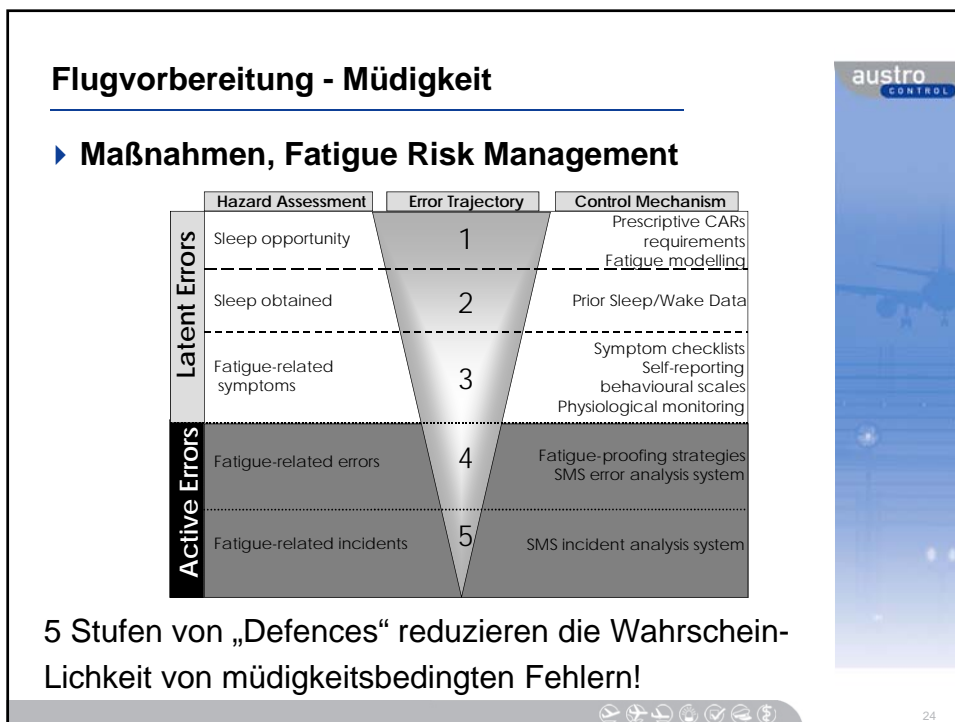 Flugvorbereitung - Müdigkeit
austro
CONTROL
Maßnahmen, Fatigue Risk Management
Hazard Assessment
Error Trajectory
Control Mechanism
Latent Errors
Sleep opportunity
1
Prescriptive CARs
requirements
Fatigue modelling
Sleep obtained
2
Prior Sleep/Wake Data
Fatigue-related
symptoms
3
Symptom checklists
Self-reporting
behavioural scales
Physiological monitoring
Active Errors
Fatigue-related errors
4
Fatigue-proofing strategies
SMS error analysis system
Fatigue-related incidents
5
SMS incident analysis system
5 Stufen von „Defences“ reduzieren die Wahrschein-
Lichkeit von müdigkeitsbedingten Fehlern!
24